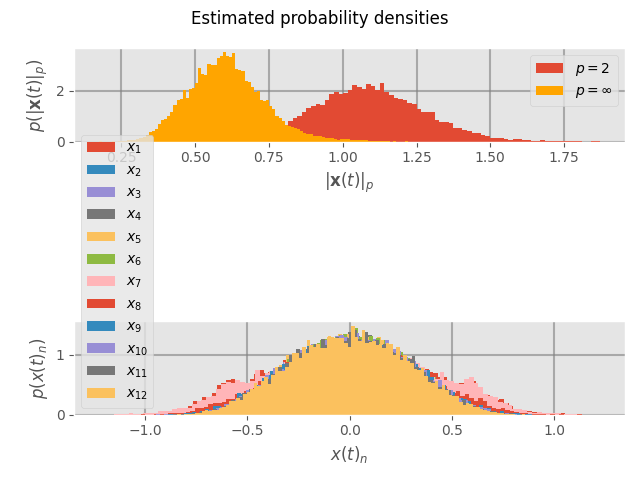 Estimated probability densities
p(|x(t)|ₚ)
2
0
p = 2
p = ∞
0.25 0.50 0.75 1.00 1.25 1.50 1.75
|x(t)|ₚ
x₁
x₂
x₃
x₄
x₅
x₆
x₇
x₈
x₉
x₁₀
x₁₁
x₁₂
p(x(t)ₙ)
1
0
−1.0 −0.5 0.0 0.5 1.0
x(t)ₙ